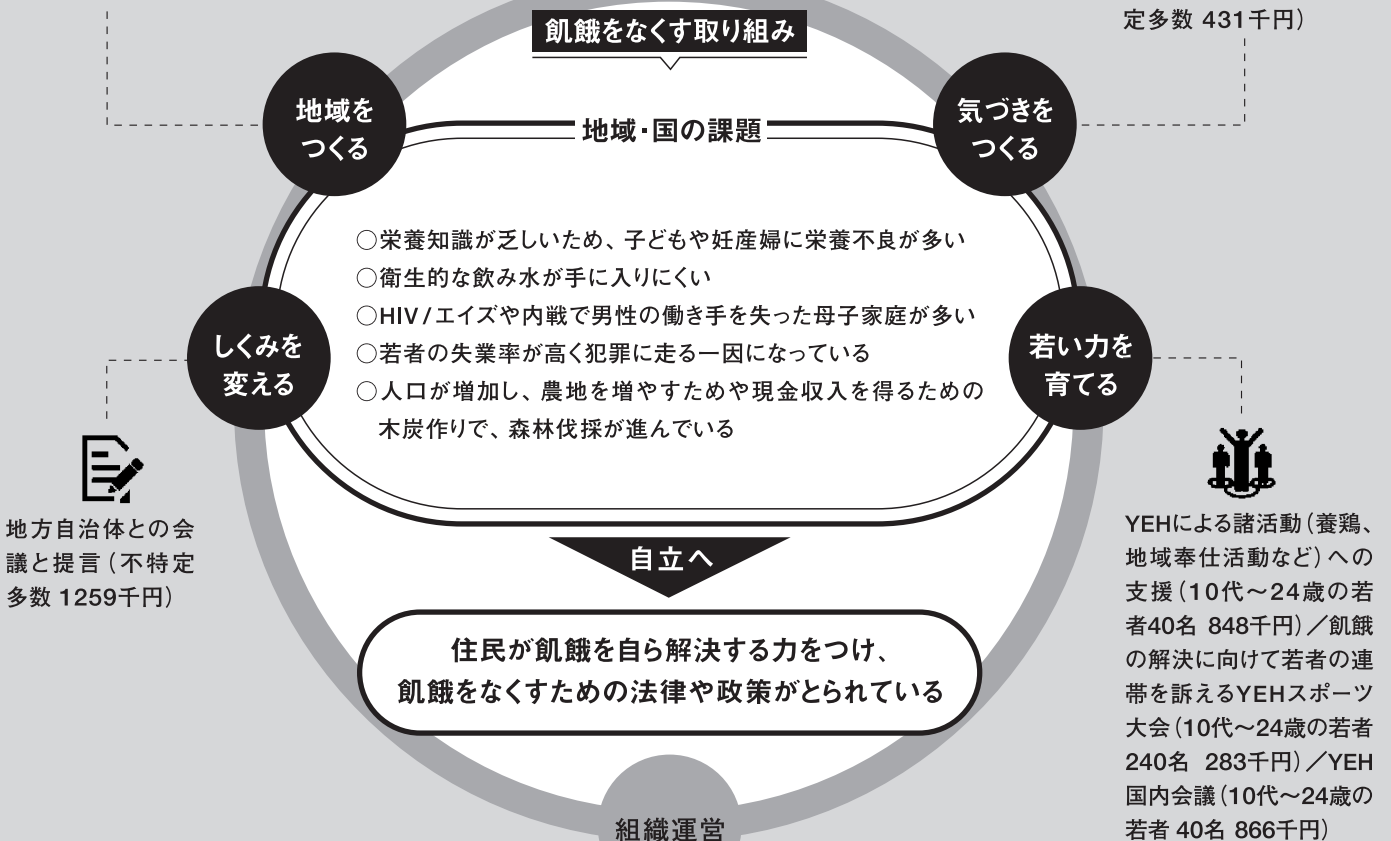 定多数 431千円）
飢餓をなくす取り組み
地域を
つくる
気づきを
つくる
地域・国の課題
○栄養知識が乏しいため、子どもや妊産婦に栄養不良が多い
○衛生的な飲み水が手に入りにくい
○HIV/エイズや内戦で男性の働き手を失った母子家庭が多い
○若者の失業率が高く犯罪に走る一因になっている
○人口が増加し、農地を増やすためや現金収入を得るための
木炭作りで、森林伐採が進んでいる
しくみを
変える
若い力を
育てる
地方自治体との会
議と提言（不特定
多数 1259千円）
自立へ
住民が飢餓を自ら解決する力をつけ、
飢餓をなくすための法律や政策がとられている
YEHによる諸活動（養鶏、
地域奉仕活動など）への
支援（10代〜24歳の若
者40名 848千円）／飢餓
の解決に向けて若者の連
帯を訴えるYEHスポーツ
大会（10代〜24歳の若者
240名 283千円）／YEH
国内会議（10代〜24歳の
若者 40名 866千円）
組織運営